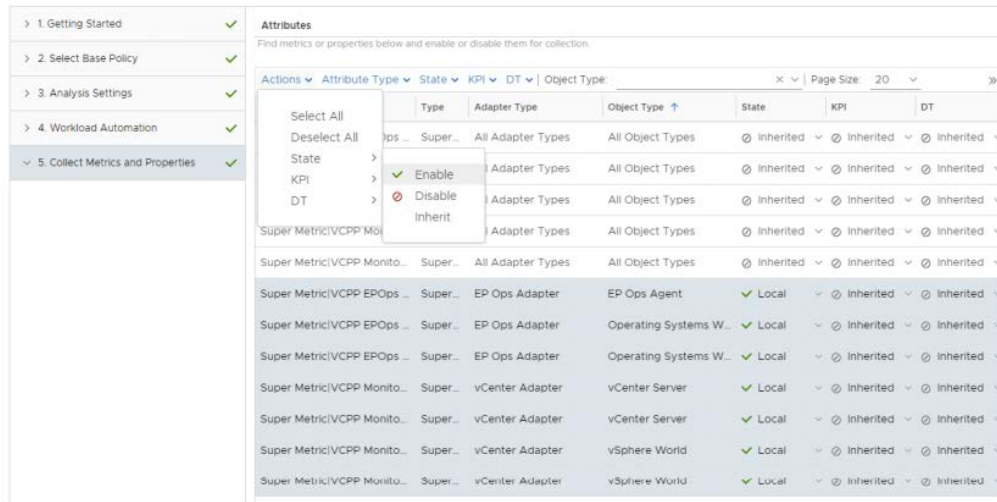 1. Getting Started
2. Select Base Policy
3. Analysis Settings
4. Workload Automation
5. Collect Metrics and Properties
Attributes
Find metrics or properties below and enable or disable them for collection
Actions Attribute Type State KPI DT Object Type: Page Size: 20
Type Adapter Type Object Type State KPI DT
Select All
Deselect All
State
KPI
DT
Enable
Disable
Inherit
Ops ... Super... All Adapter Types All Object Types Inherited Inherited Inherited
Adapter Types All Object Types Inherited Inherited Inherited
Adapter Types All Object Types Inherited Inherited Inherited
Super Metric|VCPP Mon Adapter Types All Object Types Inherited Inherited Inherited
Super Metric|VCPP Monito... Super... All Adapter Types All Object Types Inherited Inherited Inherited
Super Metric|VCPP EPOps ... Super... EP Ops Adapter EP Ops Agent Local Inherited Inherited
Super Metric|VCPP EPOps ... Super... EP Ops Adapter Operating Systems W... Local Inherited Inherited
Super Metric|VCPP EPOps ... Super... EP Ops Adapter Operating Systems W... Local Inherited Inherited
Super Metric|VCPP Monito... Super... vCenter Adapter vCenter Server Local Inherited Inherited
Super Metric|VCPP Monito... Super... vCenter Adapter vCenter Server Local Inherited Inherited
Super Metric|VCPP Monito... Super... vCenter Adapter vSphere World Local Inherited Inherited
Super Metric|VCPP Monito... Super... vCenter Adapter vSphere World Local Inherited Inherited